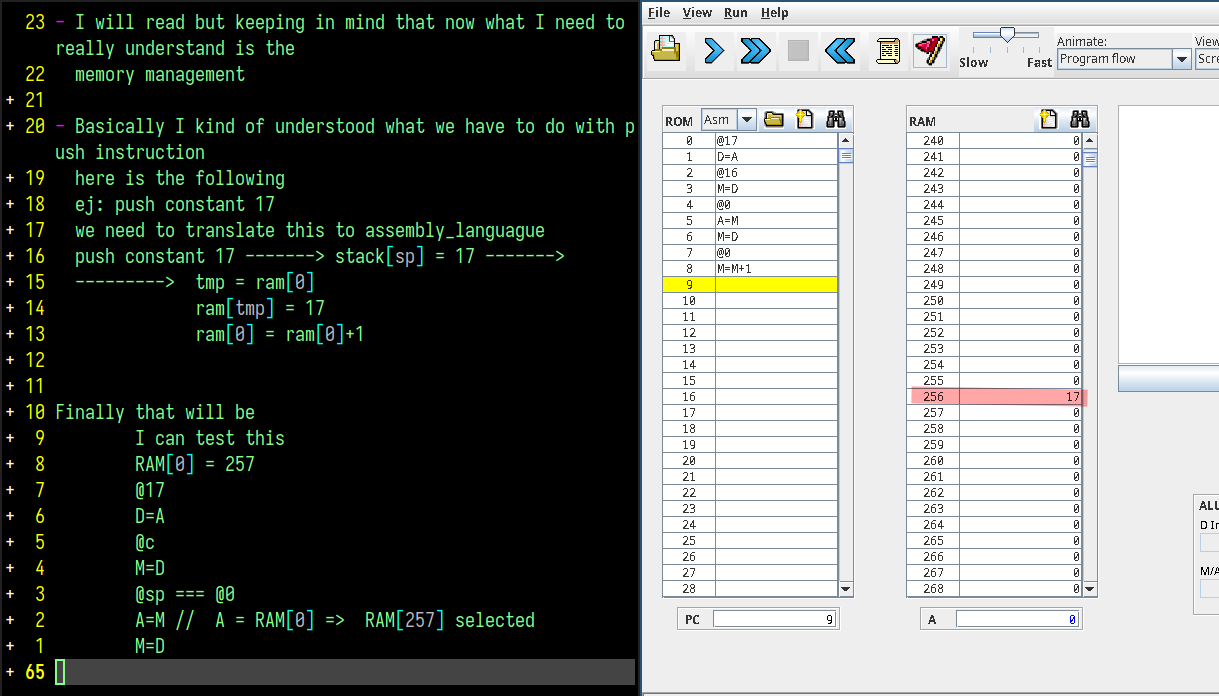 23 - I will read but keeping in mind that now what I need to
really understand is the
22 memory management
+ 21
+ 20 - Basically I kind of understood what we have to do with p
ush instruction
+ 19 here is the following
+ 18 ej: push constant 17
+ 17 we need to translate this to assembly_languague
+ 16 push constant 17 -------> stack[sp] = 17 ------->
+ 15 ---------> tmp = ram[0]
+ 14 ram[tmp] = 17
+ 13 ram[0] = ram[0]+1
+ 12
+ 11
+ 10 Finally that will be
+ 9 I can test this
+ 8 RAM[0] = 257
+ 7 @17
+ 6 D=A
+ 5 @c
+ 4 M=D
+ 3 @sp === @0
+ 2 A=M // A = RAM[0] => RAM[257] selected
+ 1 M=D
+ 65
File View Run Help
Slow Fast
Animate:
Program flow
View
Scre
ROM Asm
0 @17
1 D=A
2 @16
3 M=D
4 @0
5 A=M
6 M=D
7 @0
8 M=M+1
9
10
11
12
13
14
15
16
17
18
19
20
21
22
23
24
25
26
27
28
PC 9
RAM
240 0
241 0
242 0
243 0
244 0
245 0
246 0
247 0
248 0
249 0
250 0
251 0
252 0
253 0
254 0
255 0
256 17
257 0
258 0
259 0
260 0
261 0
262 0
263 0
264 0
265 0
266 0
267 0
268 0
A 0
ALU
D In
M/A